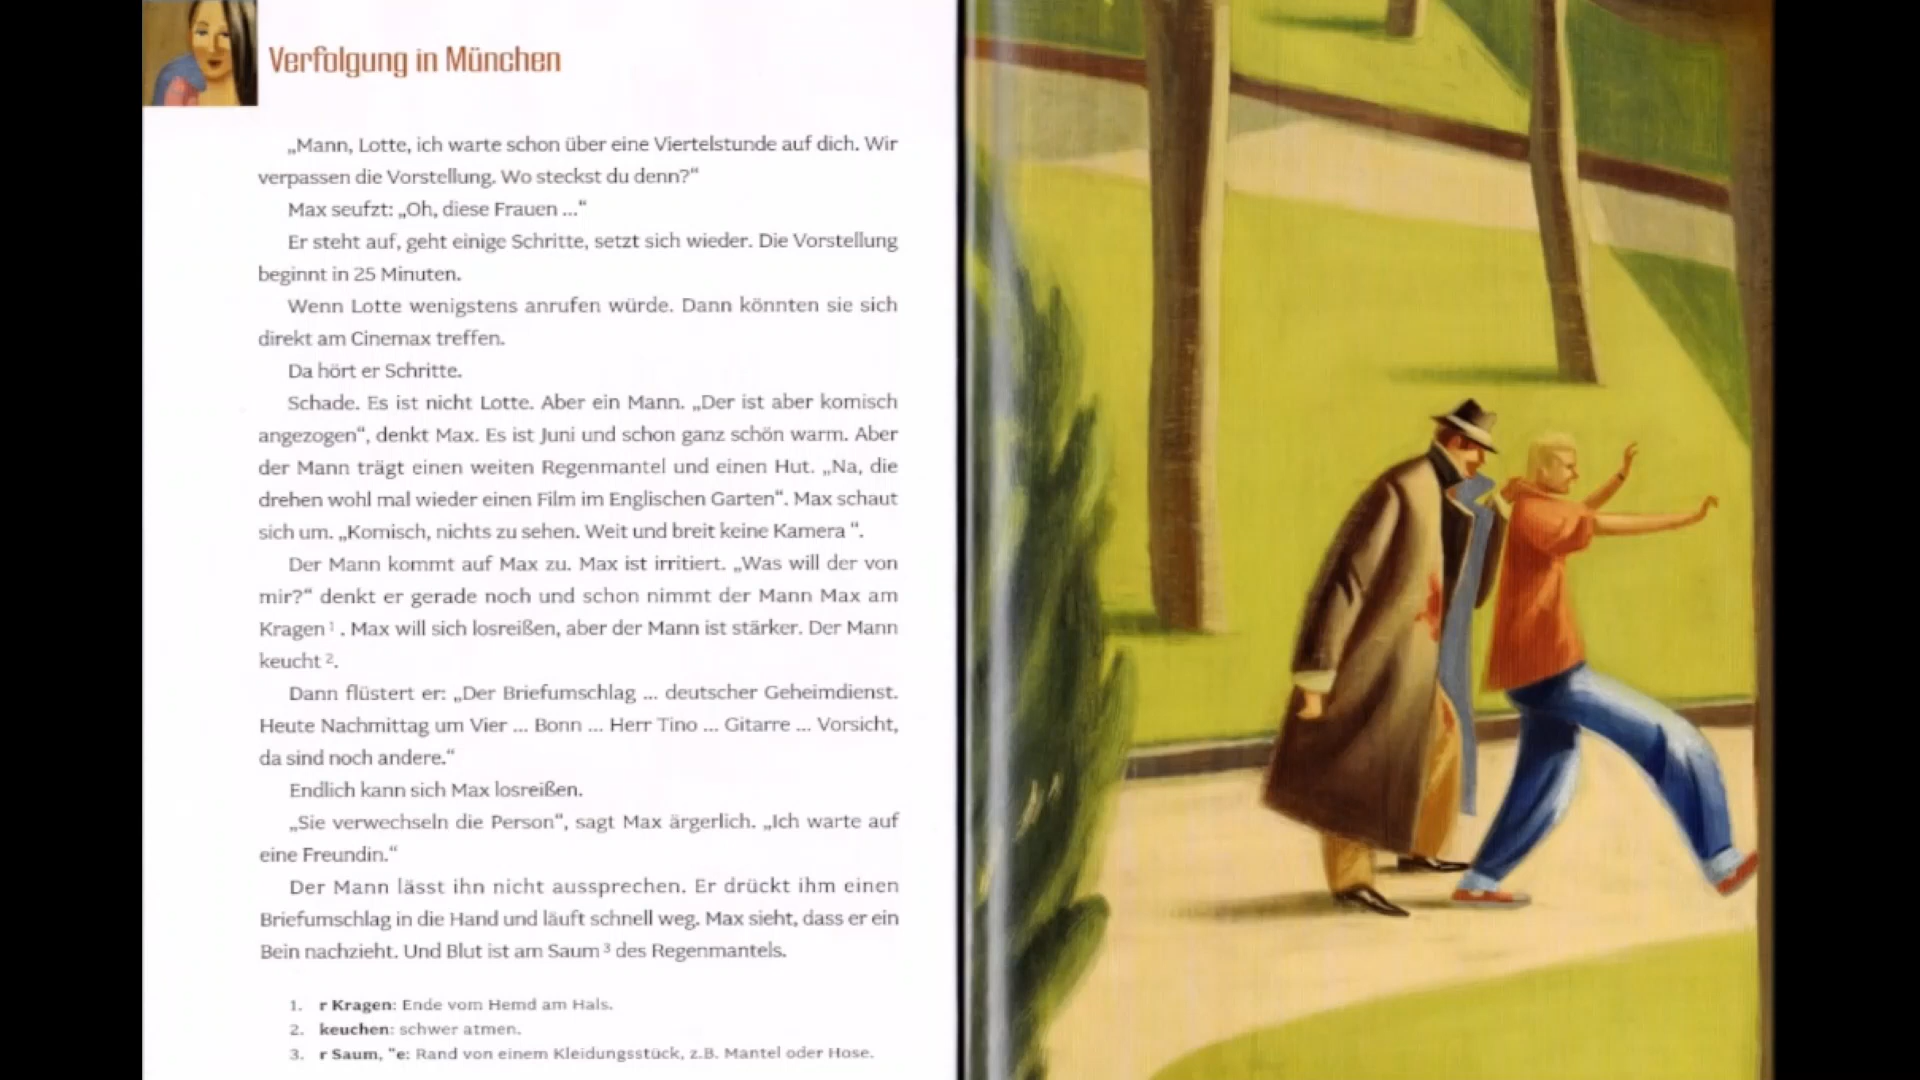 Verfolgung in München
„Mann, Lotte, ich warte schon über eine Viertelstunde auf dich. Wir
verpassen die Vorstellung. Wo steckst du denn?“
Max seufzt: „Oh, diese Frauen ...“
Er steht auf, geht einige Schritte, setzt sich wieder. Die Vorstellung
beginnt in 25 Minuten.
Wenn Lotte wenigstens anrufen würde. Dann könnten sie sich
direkt am Cinemax treffen.
Da hört er Schritte.
Schade. Es ist nicht Lotte. Aber ein Mann. „Der ist aber komisch
angezogen“, denkt Max. Es ist Juni und schon ganz schön warm. Aber
der Mann trägt einen weiten Regenmantel und einen Hut. „Na, die
drehen wohl mal wieder einen Film im Englischen Garten“. Max schaut
sich um. „Komisch, nichts zu sehen. Weit und breit keine Kamera “.
Der Mann kommt auf Max zu. Max ist irritiert. „Was will der von
mir?“ denkt er gerade noch und schon nimmt der Mann Max am
Kragen ¹ . Max will sich losreißen, aber der Mann ist stärker. Der Mann
keucht ².
Dann flüstert er: „Der Briefumschlag ... deutscher Geheimdienst.
Heute Nachmittag um Vier ... Bonn ... Herr Tino ... Gitarre ... Vorsicht,
da sind noch andere.“
Endlich kann sich Max losreißen.
„Sie verwechseln die Person“, sagt Max ärgerlich. „Ich warte auf
eine Freundin.“
Der Mann lässt ihn nicht aussprechen. Er drückt ihm einen
Briefumschlag in die Hand und läuft schnell weg. Max sieht, dass er ein
Bein nachzieht. Und Blut ist am Saum ³ des Regenmantels.
1. r Kragen: Ende vom Hemd am Hals.
2. keuchen: schwer atmen.
3. r Saum, "e: Rand von einem Kleidungsstück, z.B. Mantel oder Hose.